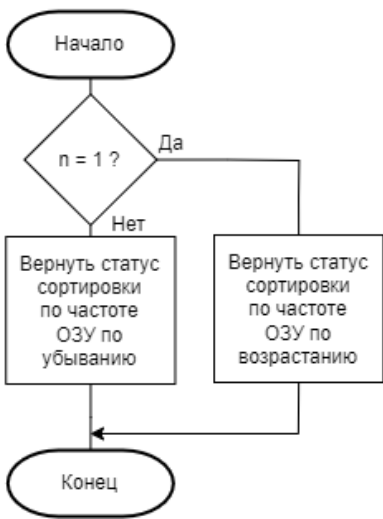 Начало
n = 1 ?
Да
Нет
Вернуть статус
сортировки
по частоте
ОЗУ по
убыванию
Вернуть статус
сортировки
по частоте
ОЗУ по
возрастанию
Конец